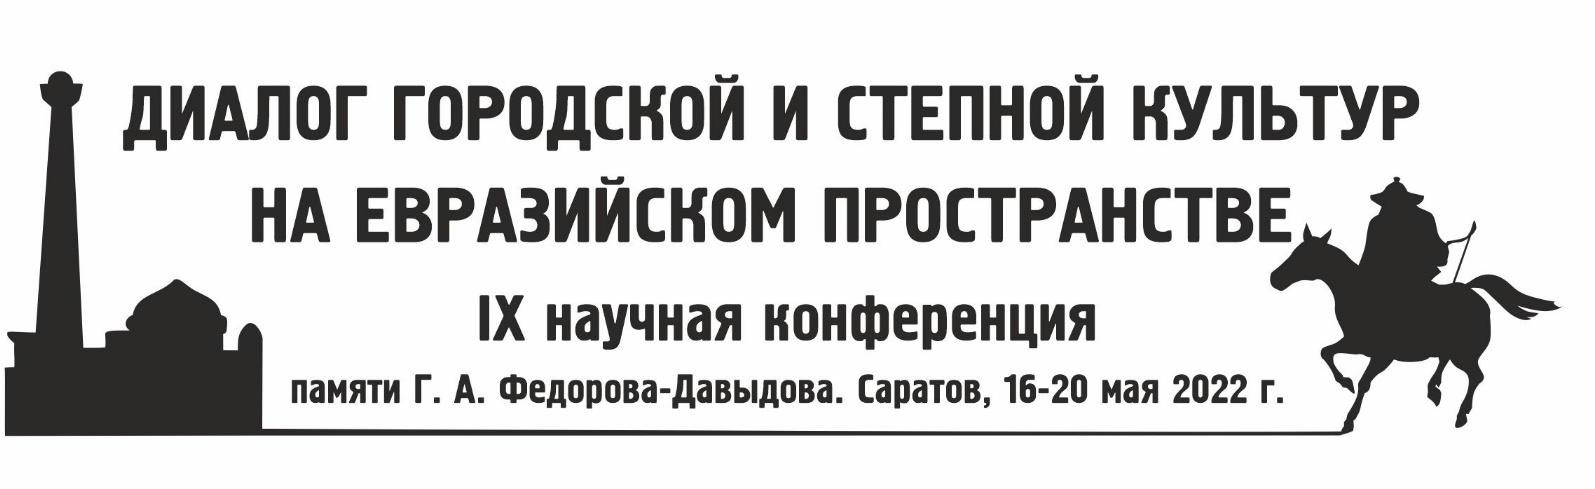 ДИАЛОГ ГОРОДСКОЙ И СТЕПНОЙ КУЛЬТУР
НА ЕВРАЗИЙСКОМ ПРОСТРАНСТВЕ
IX научная конференция
памяти Г. А. Федорова-Давыдова. Саратов, 16-20 мая 2022 г.